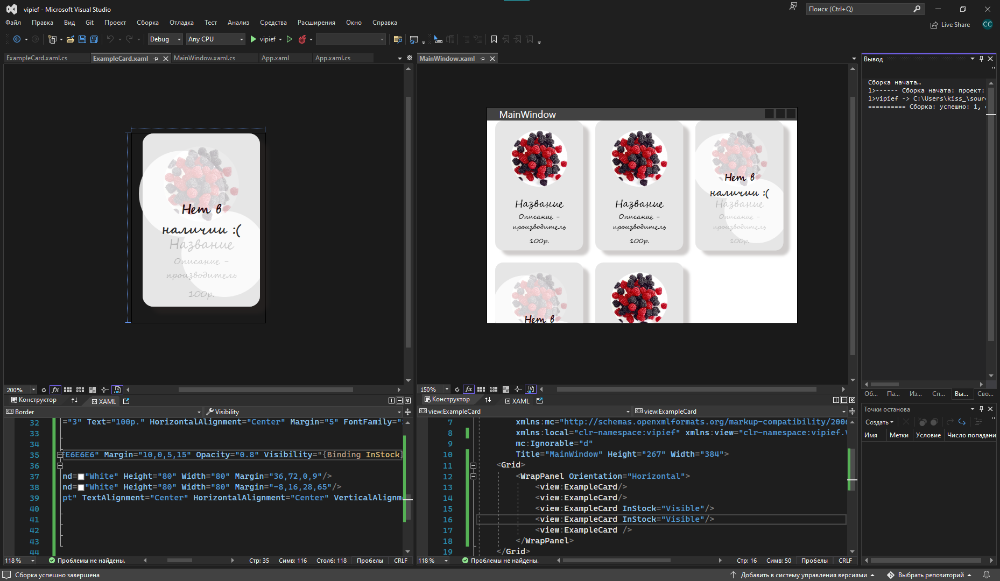 vipief - Microsoft Visual Studio
Поиск (Ctrl+Q)
Файл Правка Вид Git Проект Сборка Отладка Тест Анализ Средства Расширения Окно Справка
Live Share CC
Debug Any CPU vipief
ExampleCard.xaml.cs ExampleCard.xaml MainWindow.xaml.cs App.xaml App.xaml.cs
MainWindow.xaml
Вывод
Сборка начата…
1>------ Сборка начата: проект:
1>vipief -> C:\Users\kiss_\sour
========== Сборка: успешно: 1,
Нет в
наличии :(
Название
Описание -
производитель
100р.
MainWindow
Название
Описание -
производитель
100р.
Название
Описание -
производитель
100р.
Нет в
наличии :(
Название
Описание -
производитель
100р.
Нет в
200%
150%
Об... Па... Из... Сп... Вы... Сво...
Конструктор XAML
Конструктор XAML
Border Visibility
view:ExampleCard view:ExampleCard
32 ="3" Text="100р." HorizontalAlignment="Center" Margin="5" FontFamily=
33
34
35 FE6E6E6" Margin="10,0,5,15" Opacity="0.8" Visibility="{Binding InStock}
36
37 nd="White" Height="80" Width="80" Margin="36,72,0,9"/>
38 nd="White" Height="80" Width="80" Margin="-8,16,28,65"/>
39 pt" TextAlignment="Center" HorizontalAlignment="Center" VerticalAlignm
40
41
42
43
44
7 xmlns:mc="http://schemas.openxmlformats.org/markup-compatibility/2006
8 xmlns:local="clr-namespace:vipief" xmlns:view="clr-namespace:vipief.V
9 mc:Ignorable="d"
10 Title="MainWindow" Height="267" Width="384">
11 <Grid>
12 <WrapPanel Orientation="Horizontal">
13 <view:ExampleCard/>
14 <view:ExampleCard/>
15 <view:ExampleCard InStock="Visible"/>
16 <view:ExampleCard InStock="Visible"/>
17 <view:ExampleCard />
18 </WrapPanel>
19 </Grid>
Точки останова
Создать
Имя Метки Условие Число попадани
118 % Проблемы не найдены. Стр: 35 Симв: 116 Столб: 118 Пробелы CRLF
118 % Проблемы не найдены. Стр: 16 Симв: 50 Пробелы CRLF
Сборка успешно завершена
Добавить в систему управления версиями Выбрать репозиторий